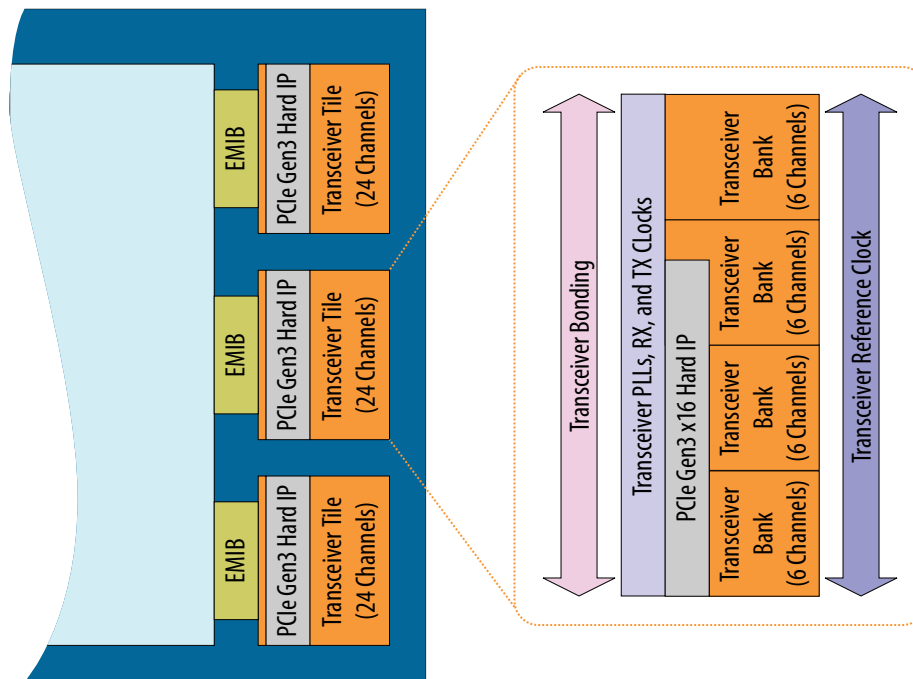 EMIB
PCIe Gen3 Hard IP
Transceiver Tile
(24 Channels)
EMIB
PCIe Gen3 Hard IP
Transceiver Tile
(24 Channels)
EMIB
PCIe Gen3 Hard IP
Transceiver Tile
(24 Channels)
Transceiver Bonding
Transceiver PLLs, RX, and TX CLocks
PCIe Gen3 x16 Hard IP
Transceiver
Bank
(6 Channels)
Transceiver
Bank
(6 Channels)
Transceiver
Bank
(6 Channels)
Transceiver
Bank
(6 Channels)
Transceiver Reference Clock